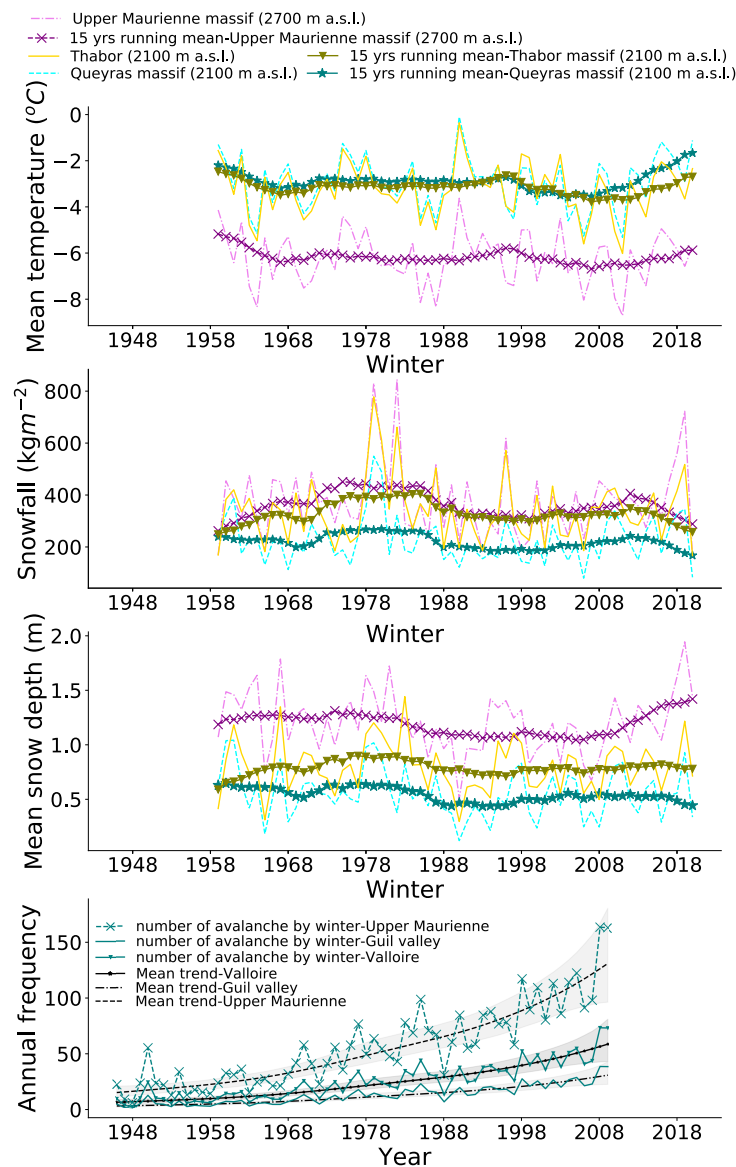 Upper Maurienne massif (2700 m a.s.l.)
15 yrs running mean-Upper Maurienne massif (2700 m a.s.l.)
Thabor (2100 m a.s.l.) 15 yrs running mean-Thabor massif (2100 m a.s.l.)
Queyras massif (2100 m a.s.l.) 15 yrs running mean-Queyras massif (2100 m a.s.l.)
Mean temperature (°C)
0
−2
−4
−6
−8
1948 1958 1968 1978 1988 1998 2008 2018
Winter
Snowfall (kgm−2)
800
600
400
200
1948 1958 1968 1978 1988 1998 2008 2018
Winter
Mean snow depth (m)
2.0
1.5
1.0
0.5
1948 1958 1968 1978 1988 1998 2008 2018
Winter
Annual frequency
150
100
50
0
number of avalanche by winter-Upper Maurienne
number of avalanche by winter-Guil valley
number of avalanche by winter-Valloire
Mean trend-Valloire
Mean trend-Guil valley
Mean trend-Upper Maurienne
1948 1958 1968 1978 1988 1998 2008 2018
Year